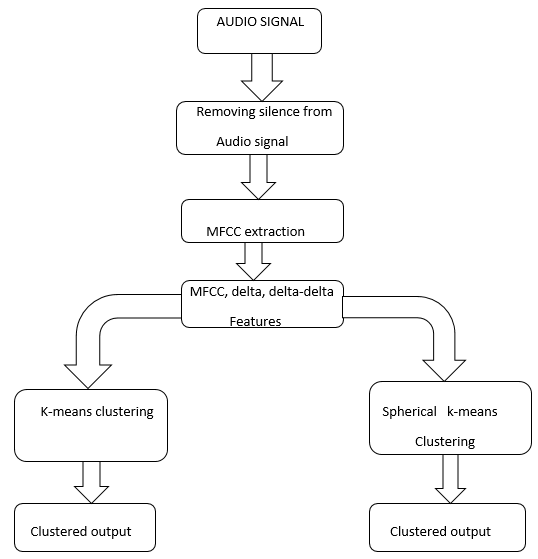 AUDIO SIGNAL
Removing silence from
Audio signal
MFCC extraction
MFCC, delta, delta-delta
Features
K-means clustering
Spherical k-means
Clustering
Clustered output
Clustered output